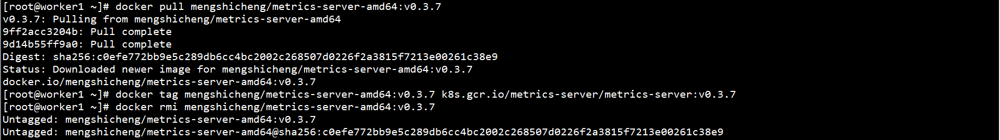 [root@worker1 ~]# docker pull mengshicheng/metrics-server-amd64:v0.3.7
v0.3.7: Pulling from mengshicheng/metrics-server-amd64
9ff2acc3204b: Pull complete
9d14b55ff9a0: Pull complete
Digest: sha256:c0efe772bb9e5c289db6cc4bc2002c268507d0226f2a3815f7213e00261c38e9
Status: Downloaded newer image for mengshicheng/metrics-server-amd64:v0.3.7
docker.io/mengshicheng/metrics-server-amd64:v0.3.7
[root@worker1 ~]# docker tag mengshicheng/metrics-server-amd64:v0.3.7 k8s.gcr.io/metrics-server/metrics-server:v0.3.7
[root@worker1 ~]# docker rmi mengshicheng/metrics-server-amd64:v0.3.7
Untagged: mengshicheng/metrics-server-amd64:v0.3.7
Untagged: mengshicheng/metrics-server-amd64@sha256:c0efe772bb9e5c289db6cc4bc2002c268507d0226f2a3815f7213e00261c38e9